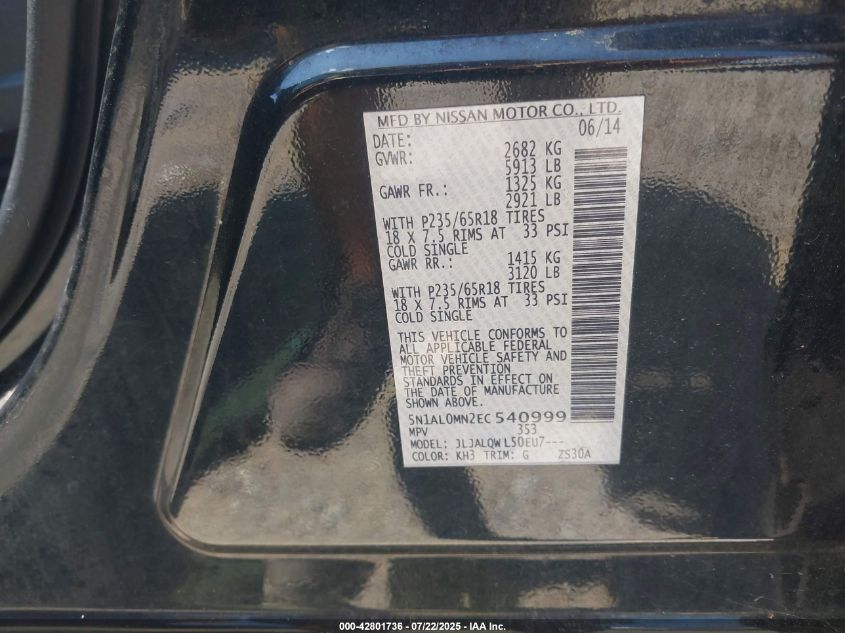 MFD BY NISSAN MOTOR CO., LTD.
DATE: 06/14
GVWR: 2682 KG
5913 LB
GAWR FR.: 1325 KG
2921 LB
WITH P235/65R18 TIRES
18 X 7.5 RIMS AT 33 PSI
COLD SINGLE
GAWR RR.: 1415 KG
3120 LB
WITH P235/65R18 TIRES
18 X 7.5 RIMS AT 33 PSI
COLD SINGLE
THIS VEHICLE CONFORMS TO
ALL APPLICABLE FEDERAL
MOTOR VEHICLE SAFETY AND
THEFT PREVENTION
STANDARDS IN EFFECT ON
THE DATE OF MANUFACTURE
SHOWN ABOVE.
5N1AL0MN2EC540999
MPV 3S3
MODEL: JLJALQWL50EU7---
COLOR: KH3 TRIM: G ZS30A
000-42801736 - 07/22/2025 - IAA Inc.